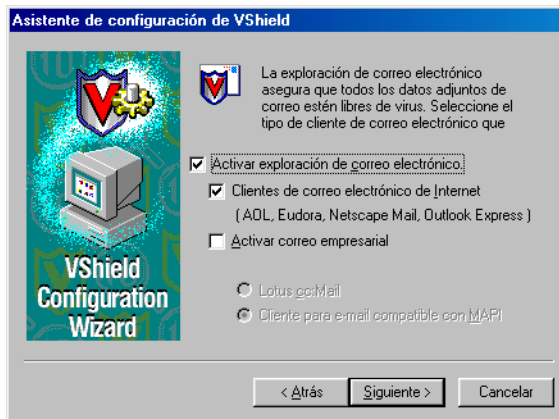 Asistente de configuración de VShield
La exploración de correo electrónico
asegura que todos los datos adjuntos de
correo estén libres de virus. Seleccione el
tipo de cliente de correo electrónico que
Activar exploración de correo electrónico.
Clientes de correo electrónico de Internet
( AOL, Eudora, Netscape Mail, Outlook Express )
Activar correo empresarial
Lotus cc:Mail
Cliente para e-mail compatible con MAPI
VShield
Configuration
Wizard
< Atrás
Siguiente >
Cancelar